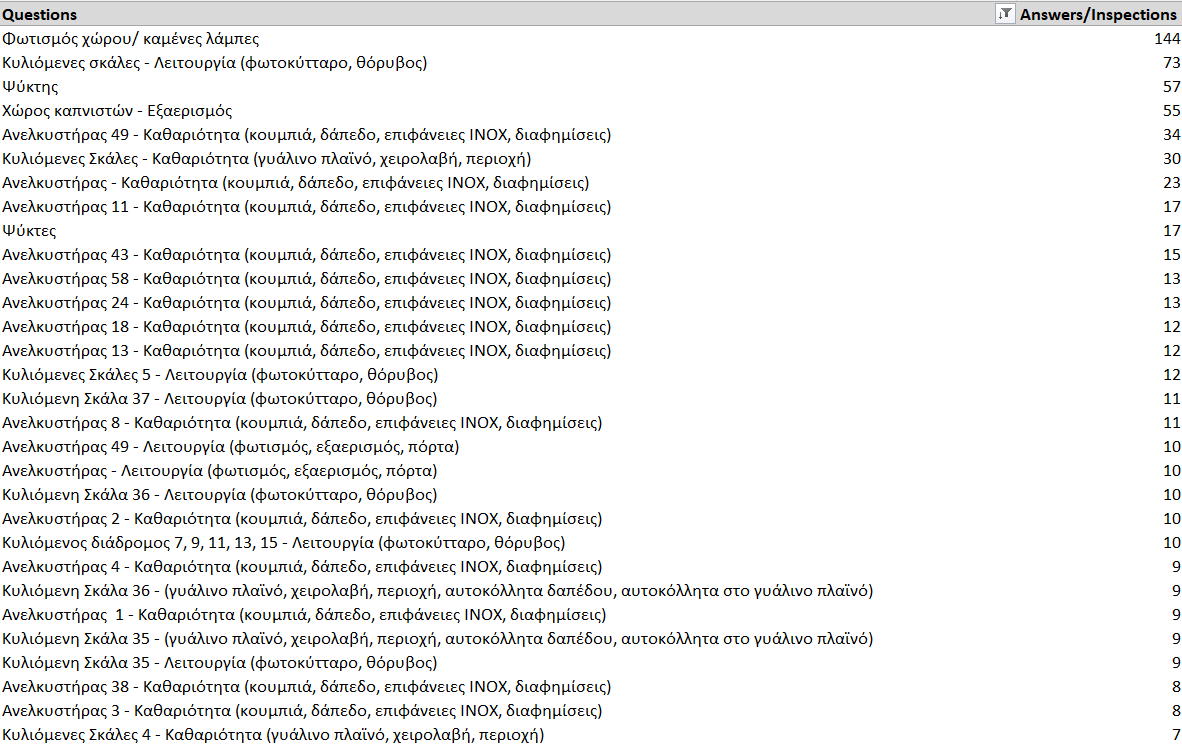 Questions Answers/Inspections
Φωτισμός χώρου/ καμένες λάμπες 144
Κυλιόμενες σκάλες - Λειτουργία (φωτοκύτταρο, θόρυβος) 73
Ψύκτης 57
Χώρος καπνιστών - Εξαερισμός 55
Ανελκυστήρας 49 - Καθαριότητα (κουμπιά, δάπεδο, επιφάνειες INOX, διαφημίσεις) 34
Κυλιόμενες Σκάλες - Καθαριότητα (γυάλινο πλαϊνό, χειρολαβή, περιοχή) 30
Ανελκυστήρας - Καθαριότητα (κουμπιά, δάπεδο, επιφάνειες INOX, διαφημίσεις) 23
Ανελκυστήρας 11 - Καθαριότητα (κουμπιά, δάπεδο, επιφάνειες INOX, διαφημίσεις) 17
Ψύκτες 17
Ανελκυστήρας 43 - Καθαριότητα (κουμπιά, δάπεδο, επιφάνειες INOX, διαφημίσεις) 15
Ανελκυστήρας 58 - Καθαριότητα (κουμπιά, δάπεδο, επιφάνειες INOX, διαφημίσεις) 13
Ανελκυστήρας 24 - Καθαριότητα (κουμπιά, δάπεδο, επιφάνειες INOX, διαφημίσεις) 13
Ανελκυστήρας 18 - Καθαριότητα (κουμπιά, δάπεδο, επιφάνειες INOX, διαφημίσεις) 12
Ανελκυστήρας 13 - Καθαριότητα (κουμπιά, δάπεδο, επιφάνειες INOX, διαφημίσεις) 12
Κυλιόμενες Σκάλες 5 - Λειτουργία (φωτοκύτταρο, θόρυβος) 12
Κυλιόμενη Σκάλα 37 - Λειτουργία (φωτοκύτταρο, θόρυβος) 11
Ανελκυστήρας 8 - Καθαριότητα (κουμπιά, δάπεδο, επιφάνειες INOX, διαφημίσεις) 11
Ανελκυστήρας 49 - Λειτουργία (φωτισμός, εξαερισμός, πόρτα) 10
Ανελκυστήρας - Λειτουργία (φωτισμός, εξαερισμός, πόρτα) 10
Κυλιόμενη Σκάλα 36 - Λειτουργία (φωτοκύτταρο, θόρυβος) 10
Ανελκυστήρας 2 - Καθαριότητα (κουμπιά, δάπεδο, επιφάνειες INOX, διαφημίσεις) 10
Κυλιόμενος διάδρομος 7, 9, 11, 13, 15 - Λειτουργία (φωτοκύτταρο, θόρυβος) 10
Ανελκυστήρας 4 - Καθαριότητα (κουμπιά, δάπεδο, επιφάνειες INOX, διαφημίσεις) 9
Κυλιόμενη Σκάλα 36 - (γυάλινο πλαϊνό, χειρολαβή, περιοχή, αυτοκόλλητα δαπέδου, αυτοκόλλητα στο γυάλινο πλαϊνό) 9
Ανελκυστήρας  1 - Καθαριότητα (κουμπιά, δάπεδο, επιφάνειες INOX, διαφημίσεις) 9
Κυλιόμενη Σκάλα 35 - (γυάλινο πλαϊνό, χειρολαβή, περιοχή, αυτοκόλλητα δαπέδου, αυτοκόλλητα στο γυάλινο πλαϊνό) 9
Κυλιόμενη Σκάλα 35 - Λειτουργία (φωτοκύτταρο, θόρυβος) 9
Ανελκυστήρας 38 - Καθαριότητα (κουμπιά, δάπεδο, επιφάνειες INOX, διαφημίσεις) 8
Ανελκυστήρας 3 - Καθαριότητα (κουμπιά, δάπεδο, επιφάνειες INOX, διαφημίσεις) 8
Κυλιόμενες Σκάλες 4 - Καθαριότητα (γυάλινο πλαϊνό, χειρολαβή, περιοχή) 7